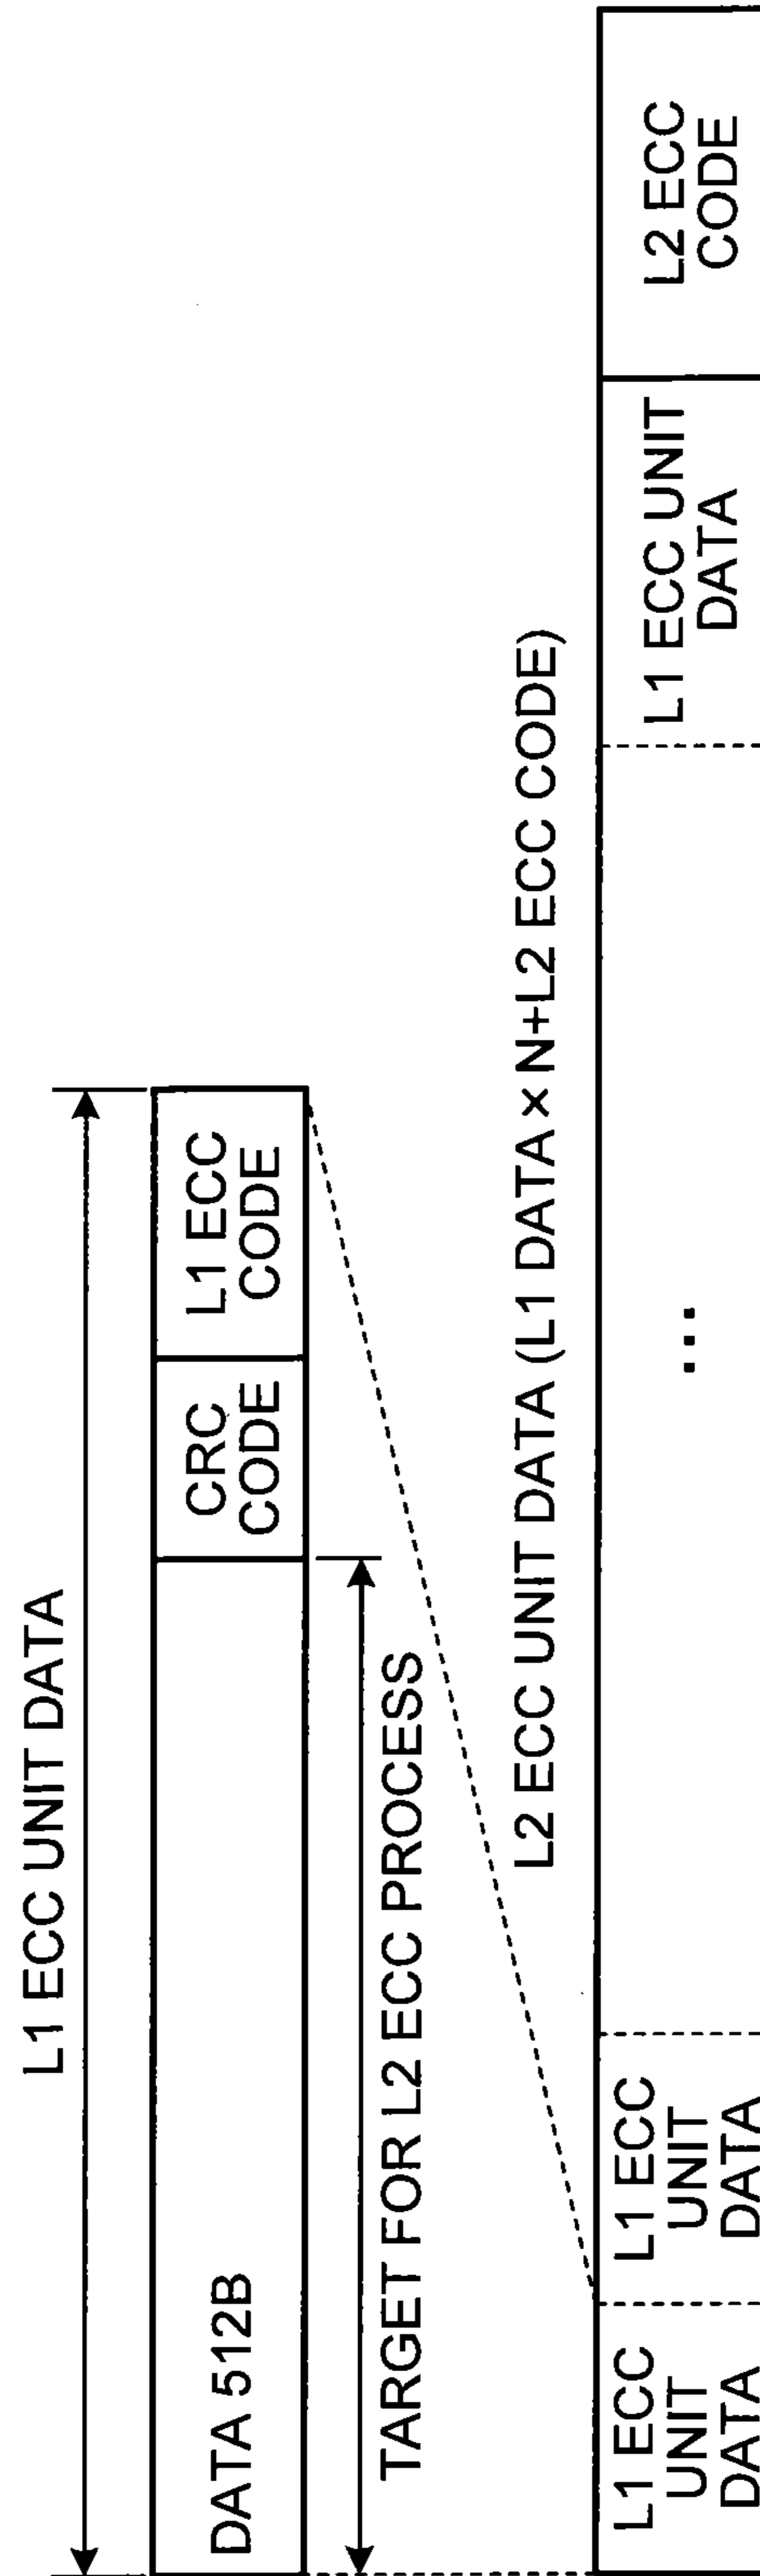 L1 ECC UNIT DATA
DATA 512B
CRC
CODE
L1 ECC
CODE
TARGET FOR L2 ECC PROCESS
L2 ECC UNIT DATA (L1 DATA × N+L2 ECC CODE)
L1 ECC
UNIT
DATA
L1 ECC
UNIT
DATA
...
L1 ECC UNIT
DATA
L2 ECC
CODE